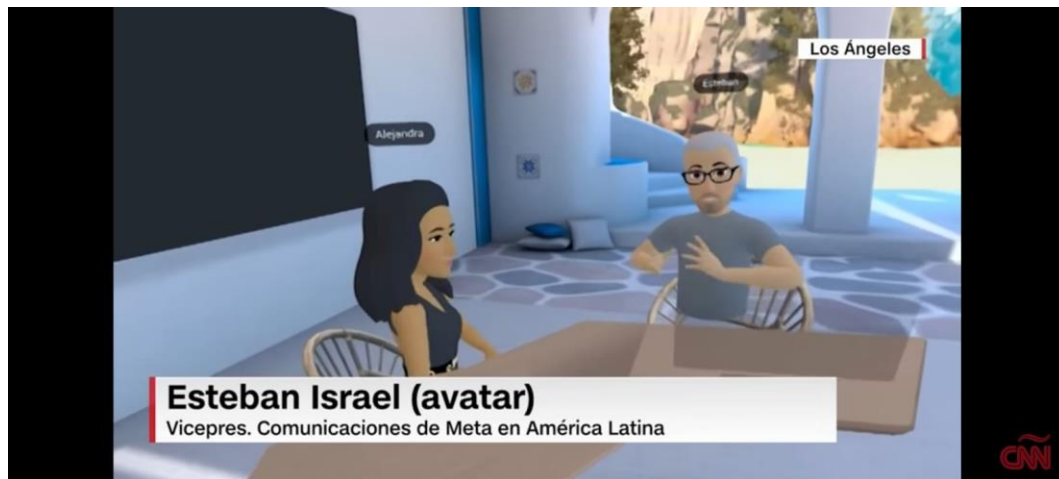 Los Ángeles
Esteban
Alejandra
Esteban Israel (avatar)
Vicepres. Comunicaciones de Meta en América Latina
CNN